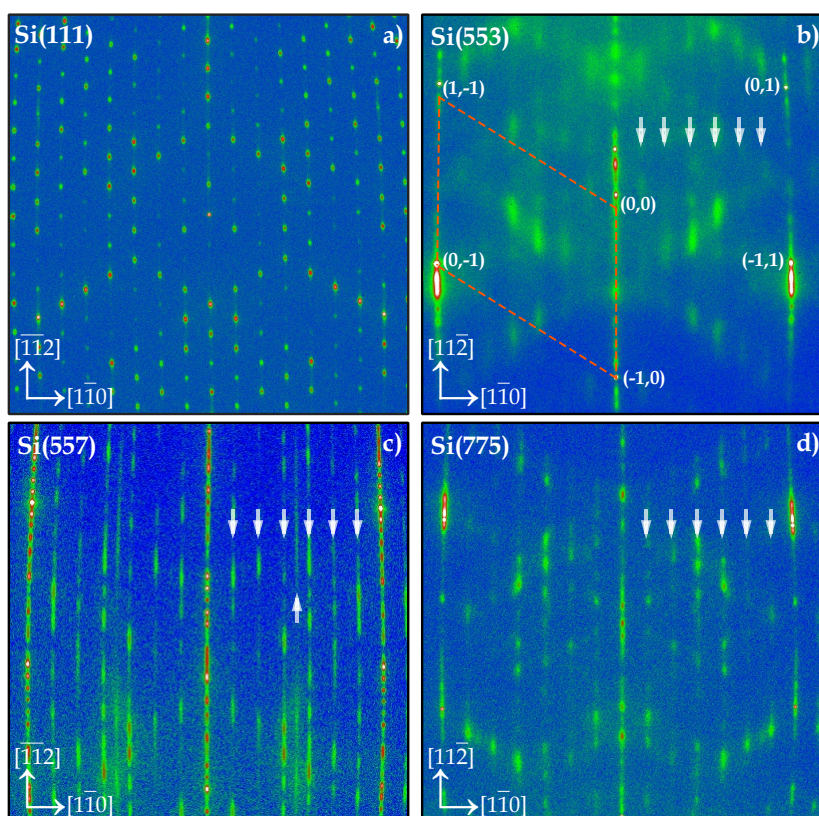 Si(111)
a)
[1̅1̅2]
[11̅0]
Si(553)
b)
(1,-1)
(0,1)
(0,0)
(0,-1)
(-1,1)
(-1,0)
[112̅]
[11̅0]
Si(557)
c)
[1̅1̅2]
[11̅0]
Si(775)
d)
[112̅]
[11̅0]